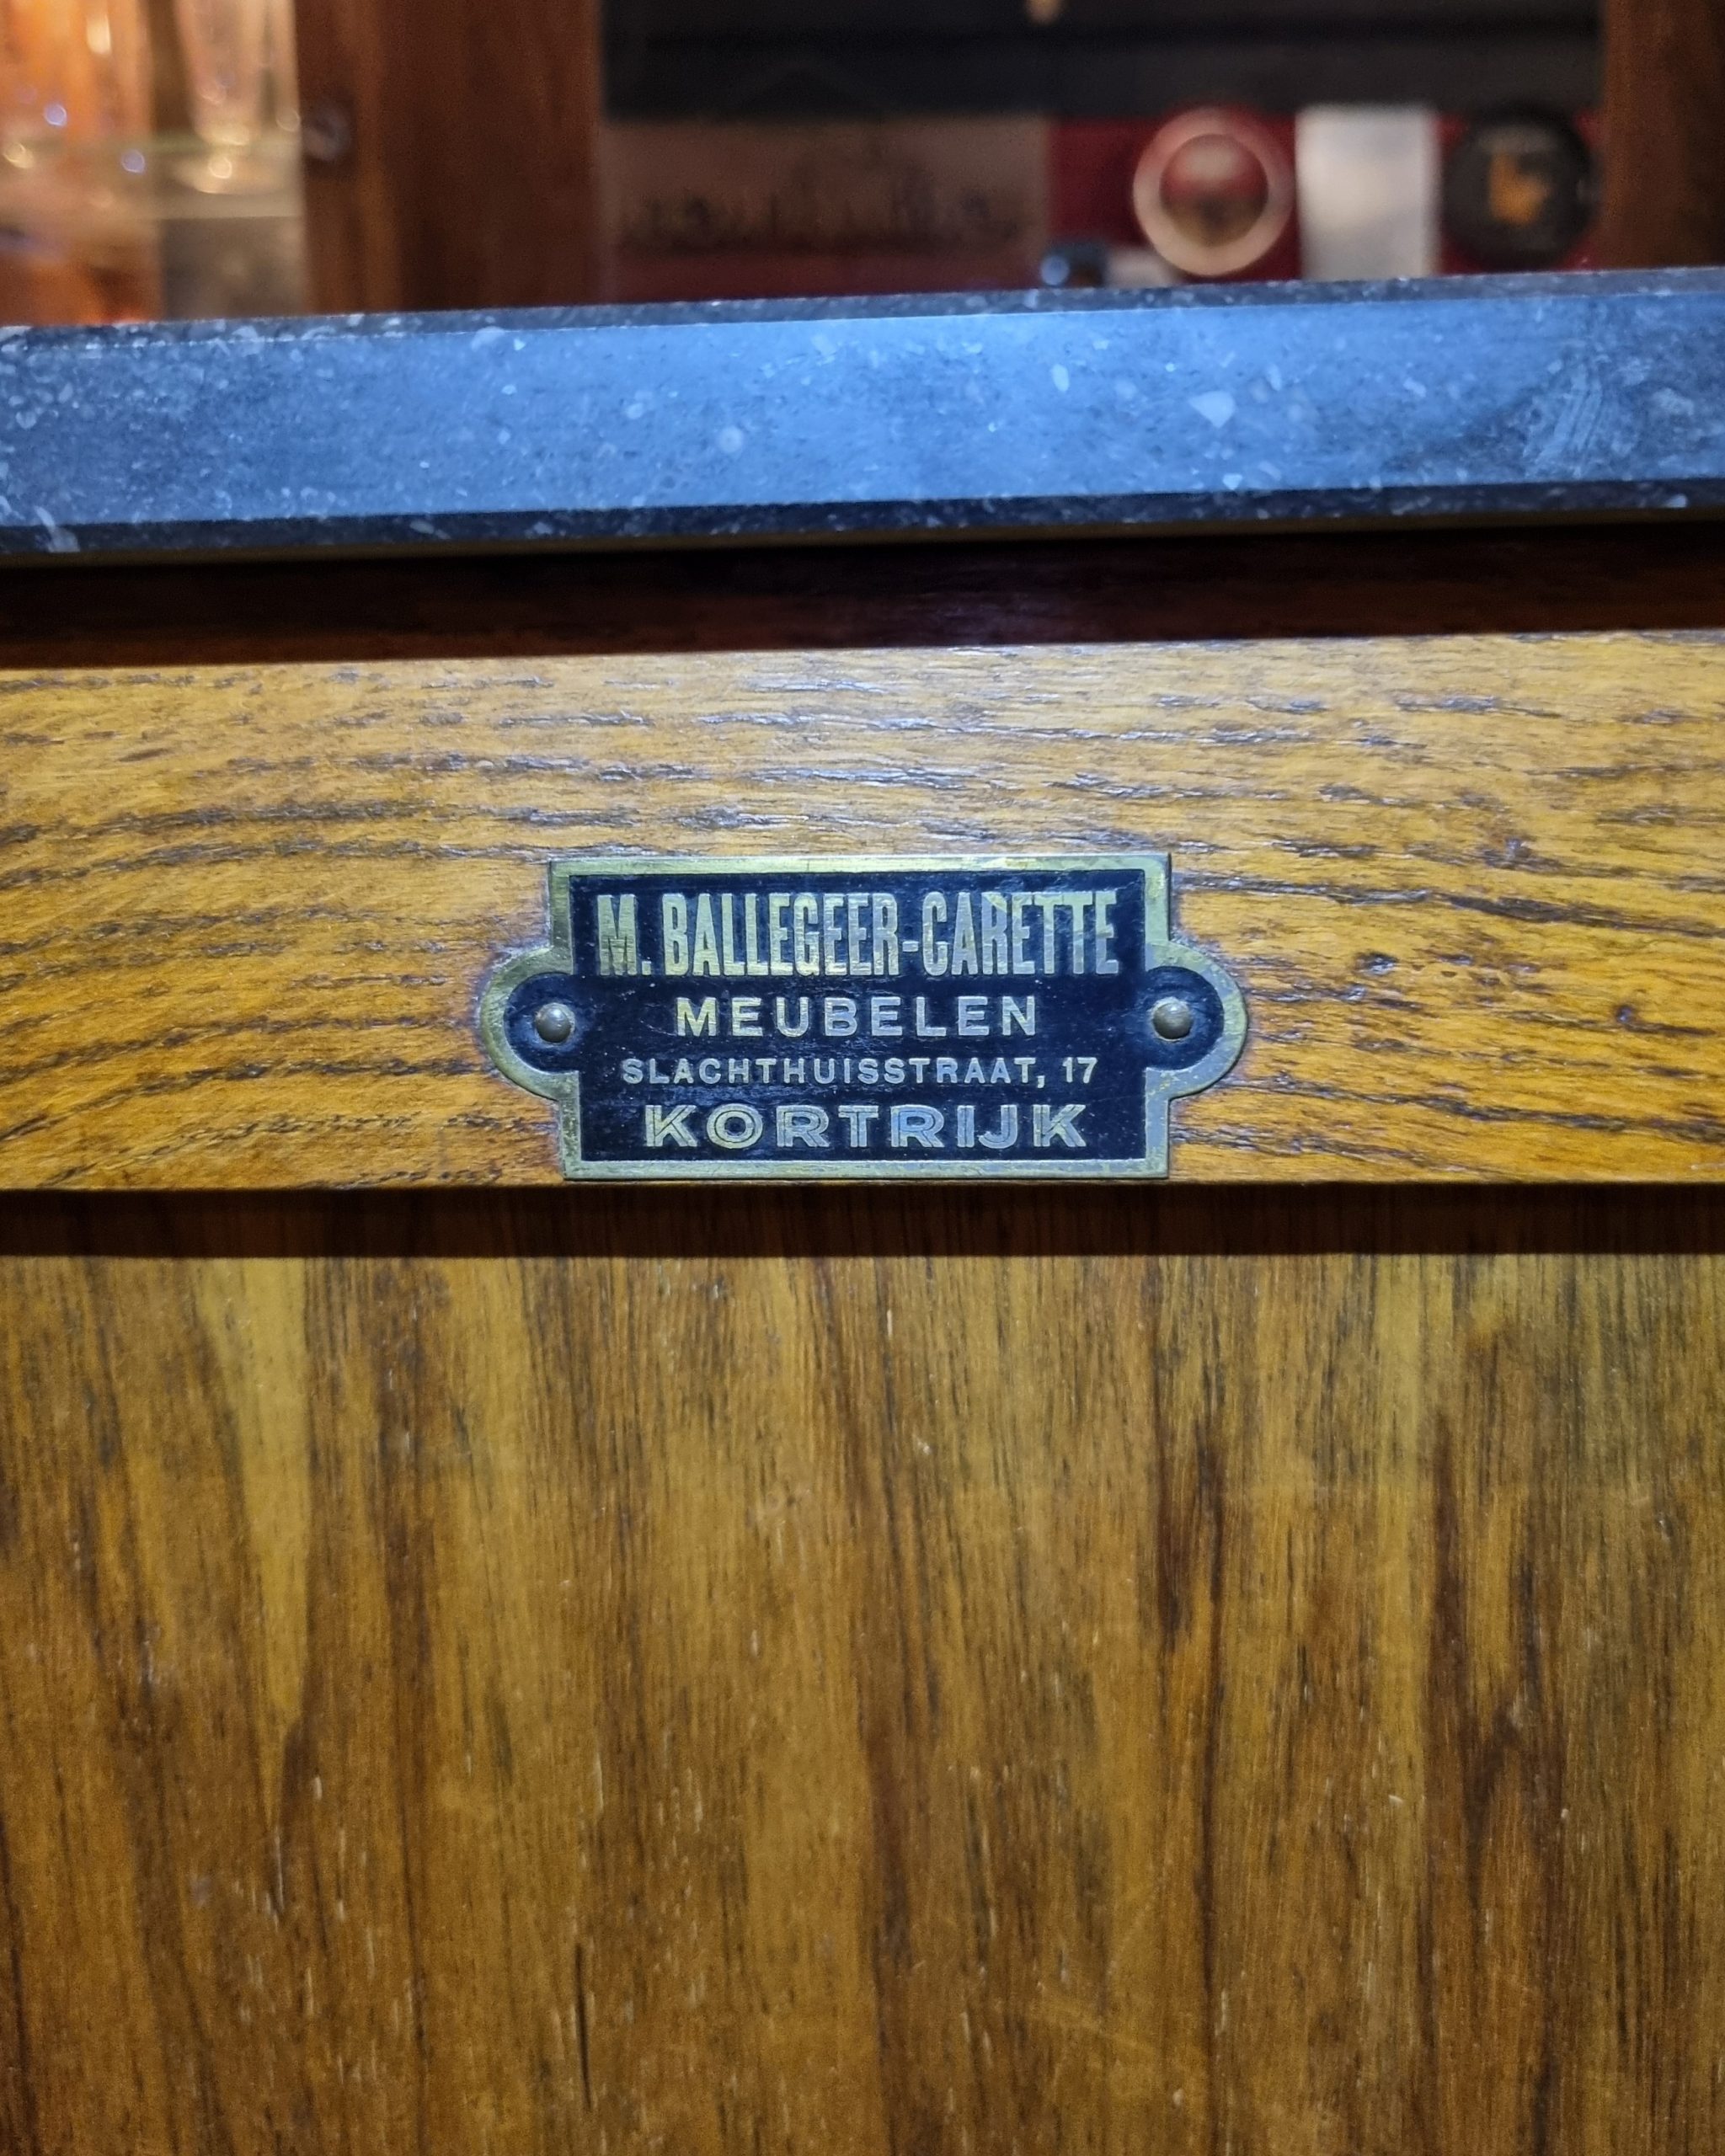 M. BALLEGEER-CARETTE
MEUBELEN
SLACHTHUISSTRAAT, 17
KORTRIJK